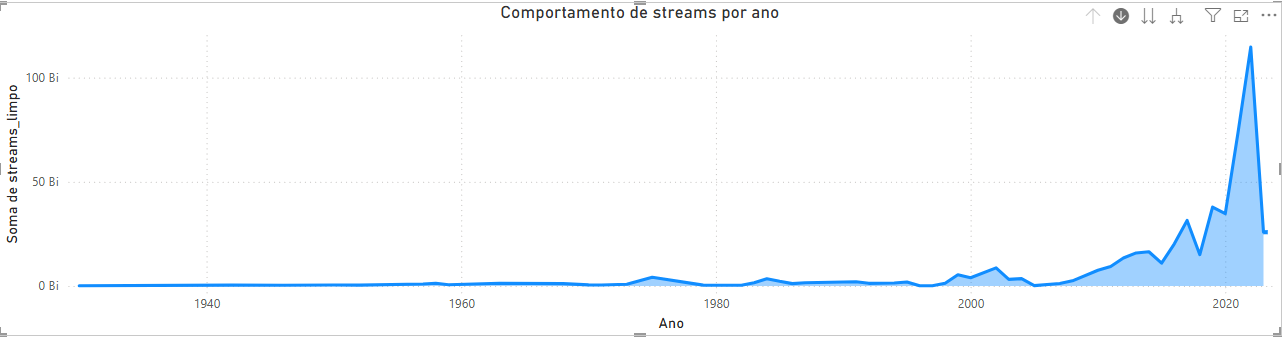 Comportamento de streams por ano
Soma de streams_limpo
100 Bi
50 Bi
0 Bi
1940 1960 1980 2000 2020
Ano